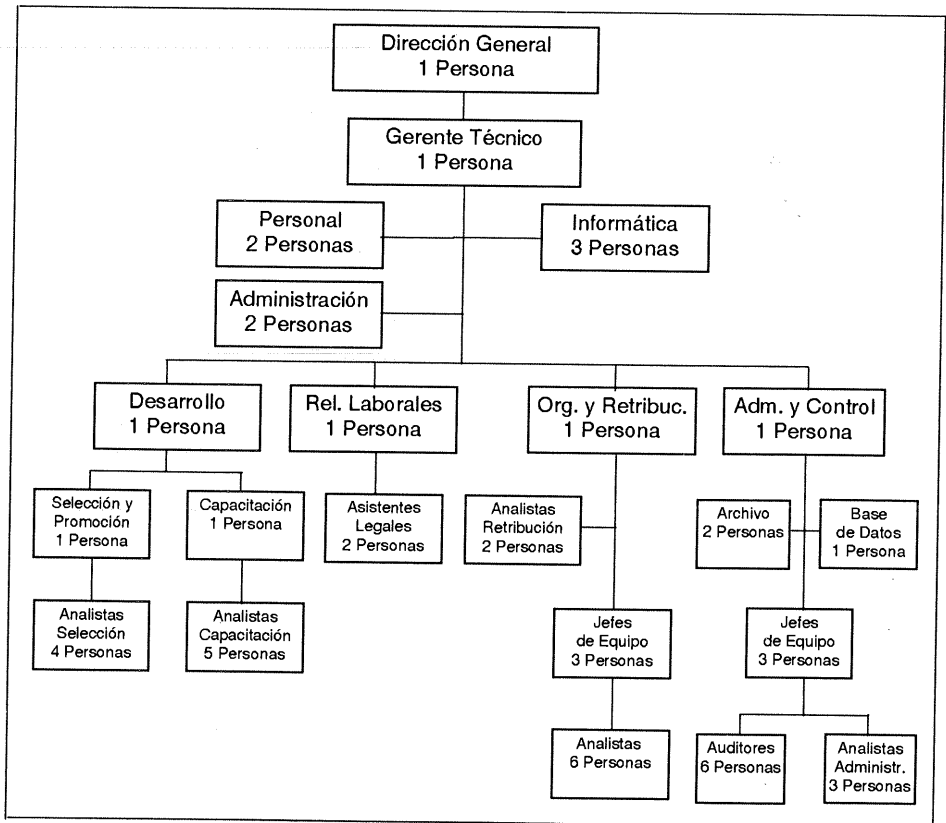 Dirección General
1 Persona
Gerente Técnico
1 Persona
Personal
2 Personas
Informática
3 Personas
Administración
2 Personas
Desarrollo
1 Persona
Rel. Laborales
1 Persona
Org. y Retribuc.
1 Persona
Adm. y Control
1 Persona
Selección y
Promoción
1 Persona
Capacitación
1 Persona
Asistentes
Legales
2 Personas
Analistas
Retribución
2 Personas
Archivo
2 Personas
Base
de Datos
1 Persona
Analistas
Selección
4 Personas
Analistas
Capacitación
5 Personas
Jefes
de Equipo
3 Personas
Jefes
de Equipo
3 Personas
Analistas
6 Personas
Auditores
6 Personas
Analistas
Administr.
3 Personas